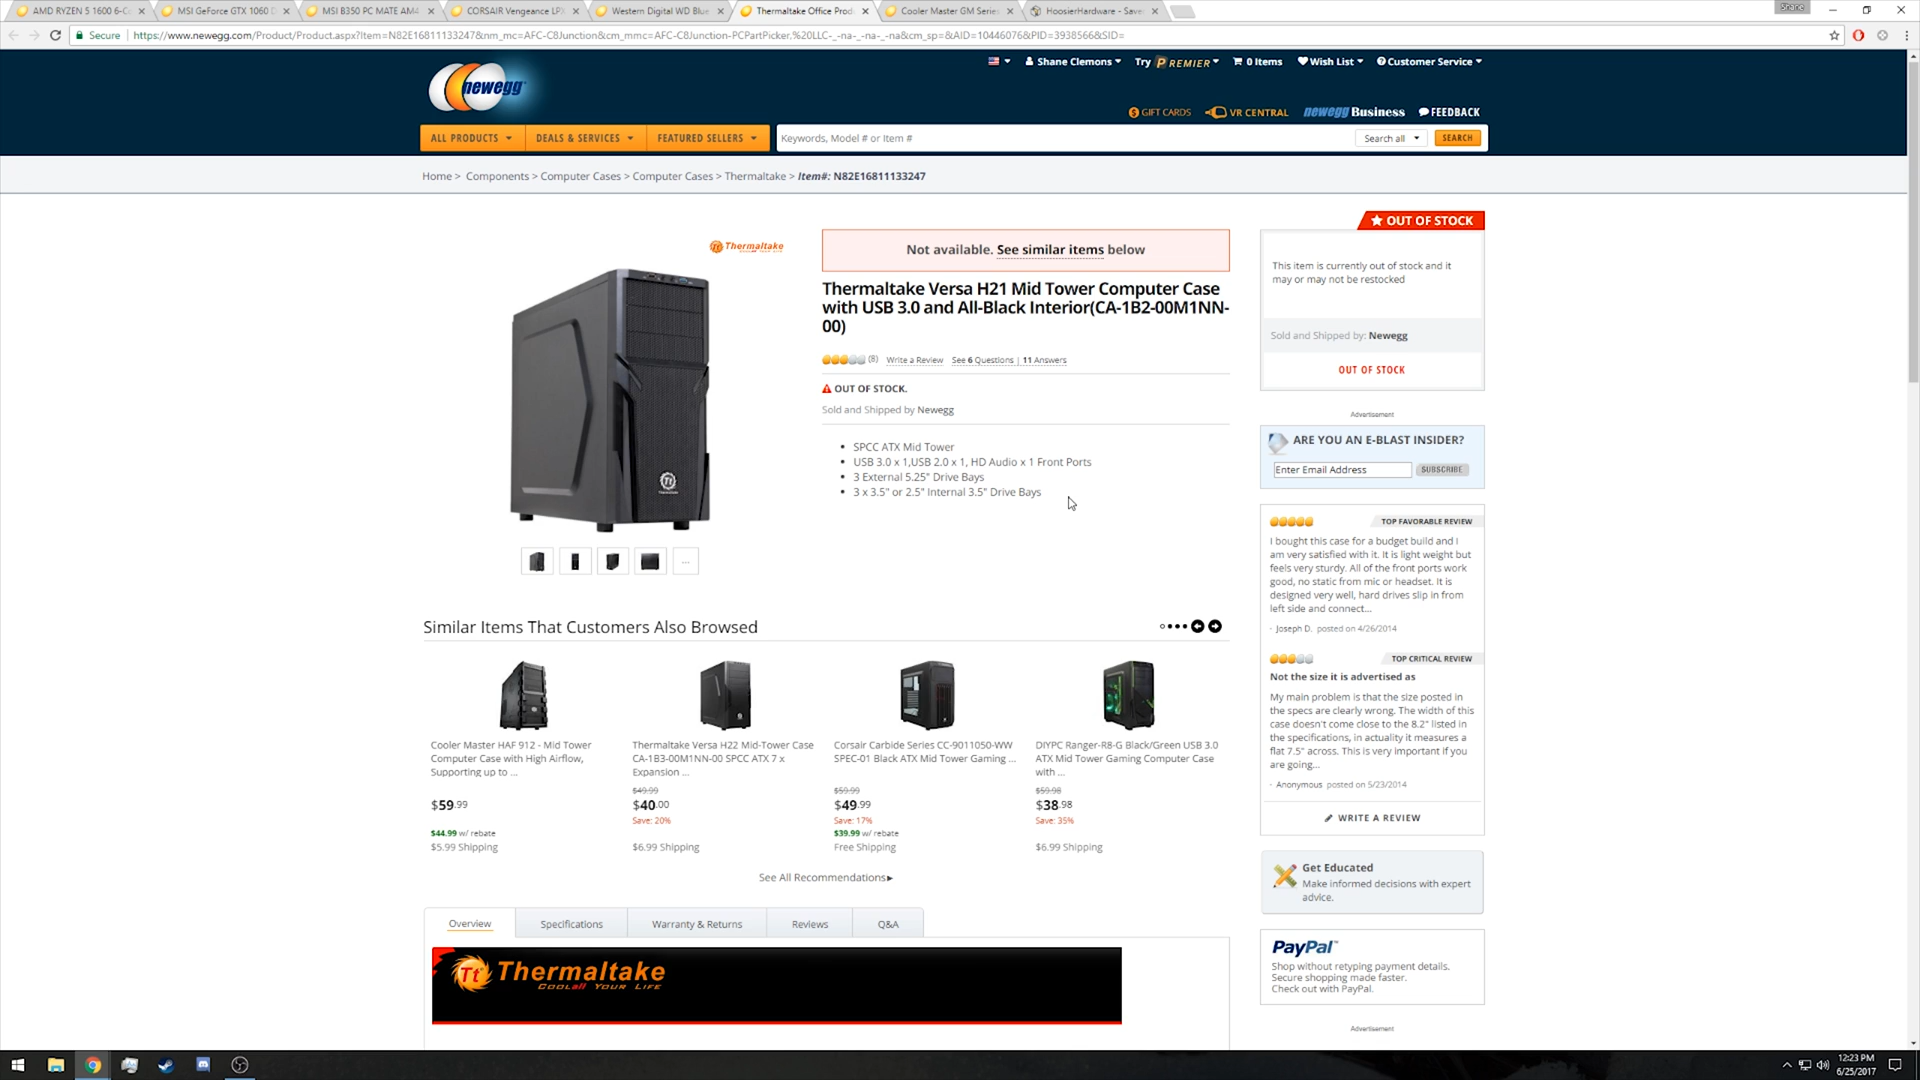 AMD RYZEN 5 1600 6-C
MSI GeForce GTX 1060 D
MSI B350 PC MATE AM4
CORSAIR Vengeance LPX
Western Digital WD Blue
Thermaltake Office Prod
Cooler Master GM Series
HoosierHardware - Save
Shane
Secure
https://www.newegg.com/Product/Product.aspx?Item=N82E16811133247&nm_mc=AFC-C8Junction&cm_mmc=AFC-C8Junction-PCPartPicker,%20LLC-_-na-_-na-_-na&cm_sp=&AID=10446076&PID=3938566&SID=
newegg
Shane Clemons
Try PREMIER
0 Items
Wish List
Customer Service
GIFT CARDS
VR CENTRAL
newegg Business
FEEDBACK
ALL PRODUCTS
DEALS & SERVICES
FEATURED SELLERS
Keywords, Model # or Item #
Search all
SEARCH
Home > Components > Computer Cases > Computer Cases > Thermaltake > Item#: N82E16811133247
OUT OF STOCK
Thermaltake
Not available. See similar items below
Thermaltake Versa H21 Mid Tower Computer Case
with USB 3.0 and All-Black Interior(CA-1B2-00M1NN-
00)
(8) Write a Review See 6 Questions | 11 Answers
OUT OF STOCK.
Sold and Shipped by Newegg
• SPCC ATX Mid Tower
• USB 3.0 x 1,USB 2.0 x 1, HD Audio x 1 Front Ports
• 3 External 5.25" Drive Bays
• 3 x 3.5" or 2.5" Internal 3.5" Drive Bays
...
This item is currently out of stock and it
may or may not be restocked
Sold and Shipped by: Newegg
OUT OF STOCK
Advertisement
ARE YOU AN E-BLAST INSIDER?
Enter Email Address
SUBSCRIBE
TOP FAVORABLE REVIEW
I bought this case for a budget build and I
am very satisfied with it. It is light weight but
feels very sturdy. All of the front ports work
good, no static from mic or headset. It is
designed very well, hard drives slip in from
left side and connect...
- Joseph D. posted on 4/26/2014
TOP CRITICAL REVIEW
Not the size it is advertised as
My main problem is that the size posted in
the specs are clearly wrong. The width of this
case doesn't come close to the 8.2" listed in
the specifications, in actuality it measures a
flat 7.5" across. This is very important if you
are going...
- Anonymous posted on 5/23/2014
WRITE A REVIEW
Get Educated
Make informed decisions with expert
advice.
PayPal™
Shop without retyping payment details.
Secure shopping made faster.
Check out with PayPal.
Advertisement
Similar Items That Customers Also Browsed
Cooler Master HAF 912 - Mid Tower
Computer Case with High Airflow,
Supporting up to ...
$59.99
$44.99 w/ rebate
$5.99 Shipping
Thermaltake Versa H22 Mid-Tower Case
CA-1B3-00M1NN-00 SPCC ATX 7 x
Expansion ...
$49.99
$40.00
Save: 20%
$6.99 Shipping
Corsair Carbide Series CC-9011050-WW
SPEC-01 Black ATX Mid Tower Gaming ...
$59.99
$49.99
Save: 17%
$39.99 w/ rebate
Free Shipping
DIYPC Ranger-R8-G Black/Green USB 3.0
ATX Mid Tower Gaming Computer Case
with ...
$59.98
$38.98
Save: 35%
$6.99 Shipping
See All Recommendations
Overview
Specifications
Warranty & Returns
Reviews
Q&A
Tt Thermaltake
COOLall YOUR LIFE
12:23 PM
6/25/2017